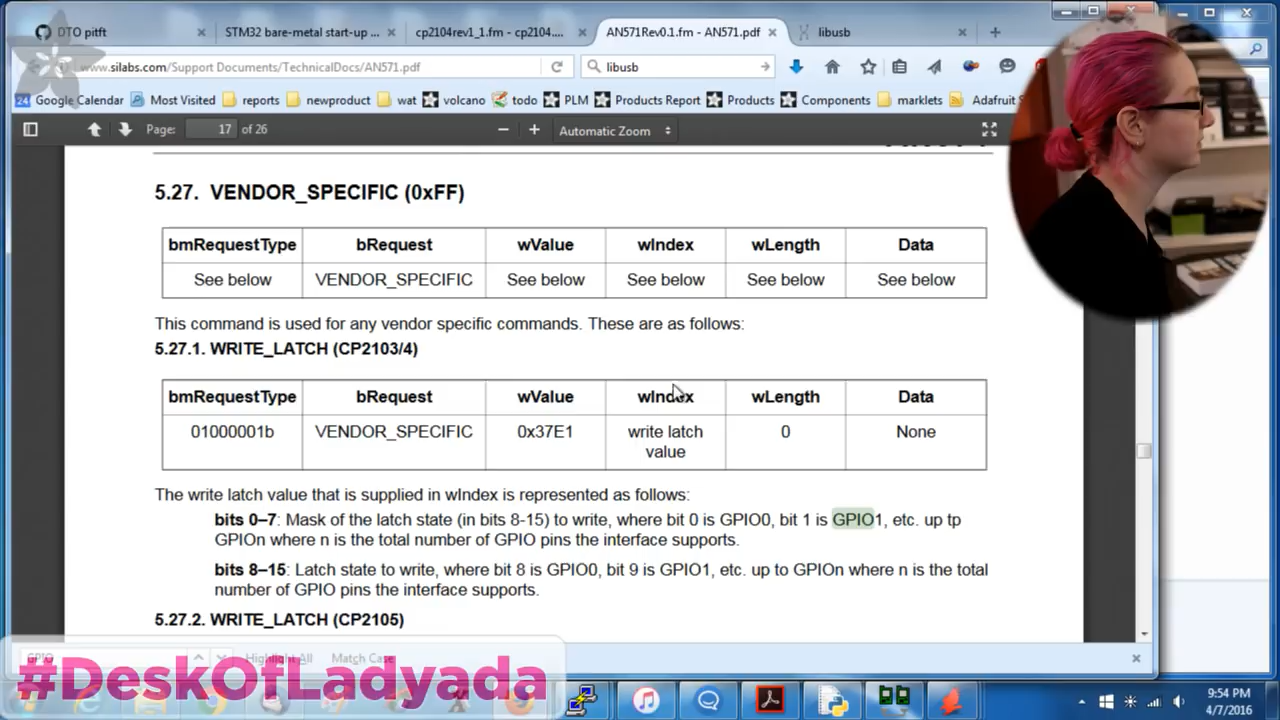 DTO pitft
STM32 bare-metal start-up ...
cp2104rev1_1.fm - cp2104....
AN571Rev0.1.fm - AN571.pdf
libusb
www.silabs.com/Support Documents/TechnicalDocs/AN571.pdf
libusb
24 Google Calendar
Most Visited
reports
newproduct
wat
volcano
todo
PLM
Products Report
Products
Components
marklets
Adafruit
Page: 17 of 26
Automatic Zoom
5.27. VENDOR_SPECIFIC (0xFF)
bmRequestType bRequest wValue wIndex wLength Data
See below VENDOR_SPECIFIC See below See below See below See below
This command is used for any vendor specific commands. These are as follows:
5.27.1. WRITE_LATCH (CP2103/4)
bmRequestType bRequest wValue wIndex wLength Data
01000001b VENDOR_SPECIFIC 0x37E1 write latch 0 None
value
The write latch value that is supplied in wIndex is represented as follows:
bits 0–7: Mask of the latch state (in bits 8-15) to write, where bit 0 is GPIO0, bit 1 is GPIO1, etc. up tp
GPIOn where n is the total number of GPIO pins the interface supports.
bits 8–15: Latch state to write, where bit 8 is GPIO0, bit 9 is GPIO1, etc. up to GPIOn where n is the total
number of GPIO pins the interface supports.
5.27.2. WRITE_LATCH (CP2105)
GPIO
Highlight All
Match Case
#DeskOfLadyada
9:54 PM
4/7/2016